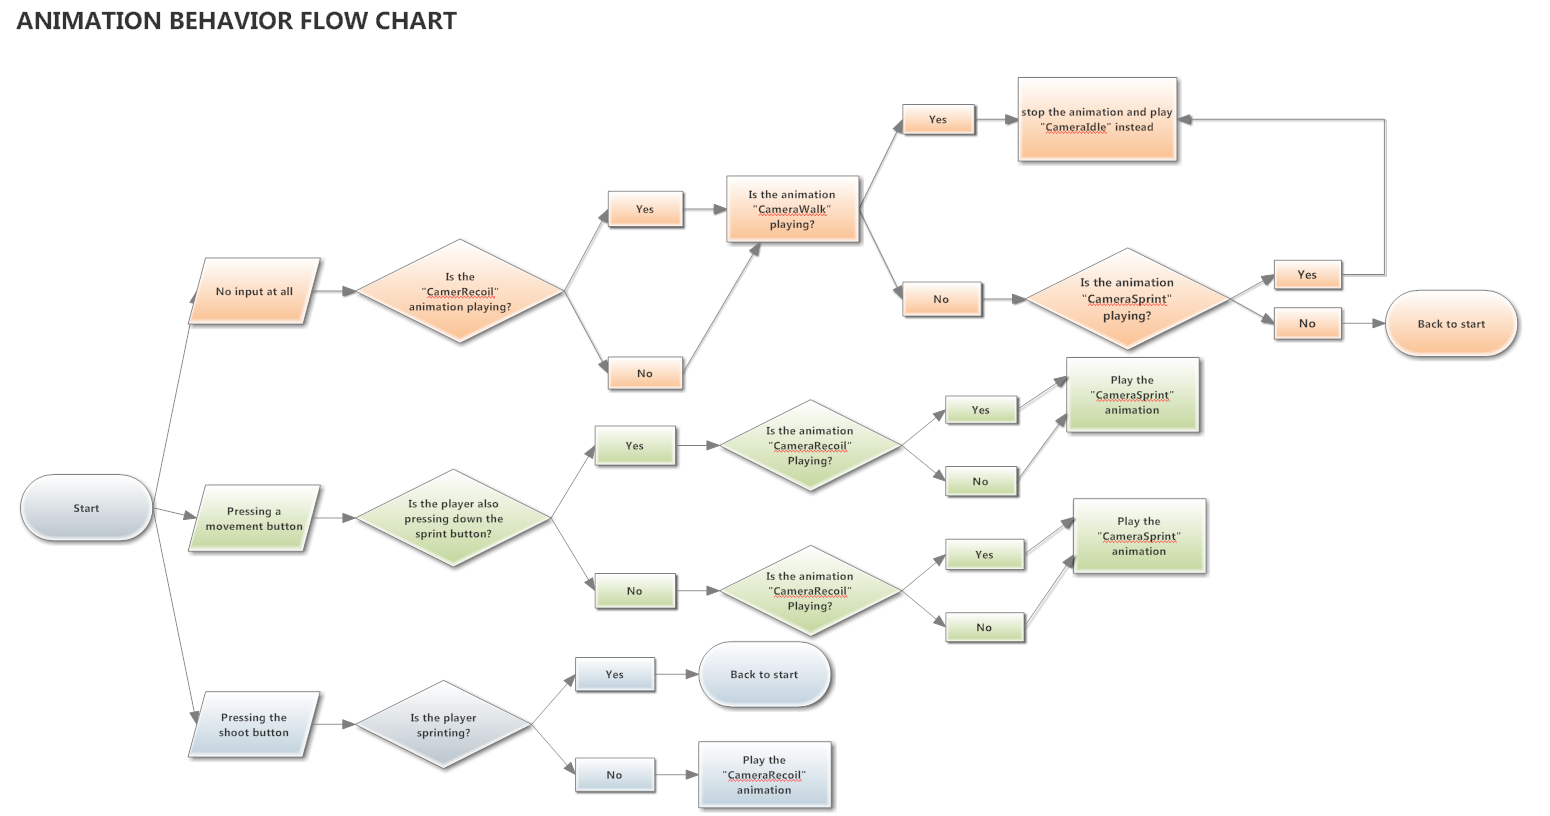 ANIMATION BEHAVIOR FLOW CHART
Yes
stop the animation and play
"CameraIdle" instead
Yes
Is the animation
"CameraWalk"
playing?
No input at all
Is the
"CamerRecoil"
animation playing?
No
Is the animation
"CameraSprint"
playing?
Yes
No
Back to start
No
Start
Pressing a
movement button
Is the player also
pressing down the
sprint button?
Yes
Is the animation
"CameraRecoil"
Playing?
Yes
No
Play the
"CameraSprint"
animation
No
Is the animation
"CameraRecoil"
Playing?
Yes
No
Play the
"CameraSprint"
animation
Pressing the
shoot button
Is the player
sprinting?
Yes
Back to start
No
Play the
"CameraRecoil"
animation